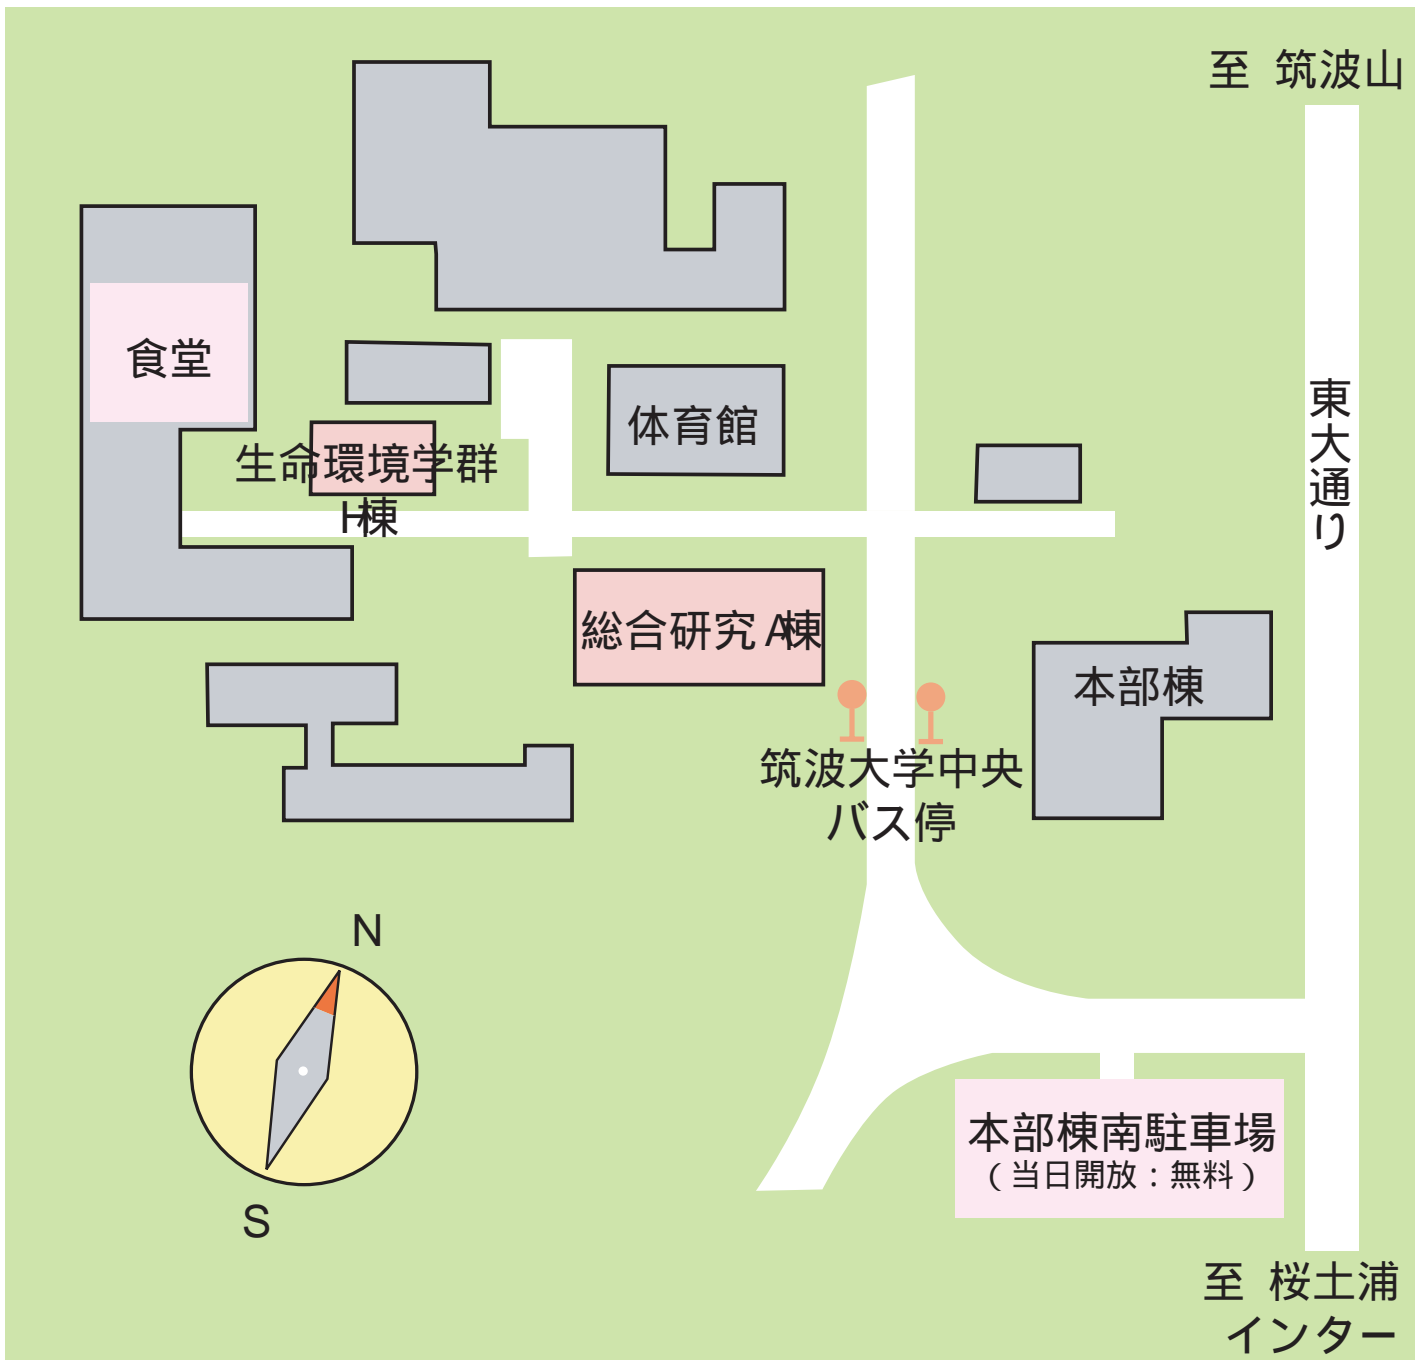 至 筑波山
食堂
体育館
東大通り
生命環境学群
H棟
総合研究A棟
本部棟
筑波大学中央
バス停
N
S
本部棟南駐車場
（当日開放：無料）
至 桜土浦
インター